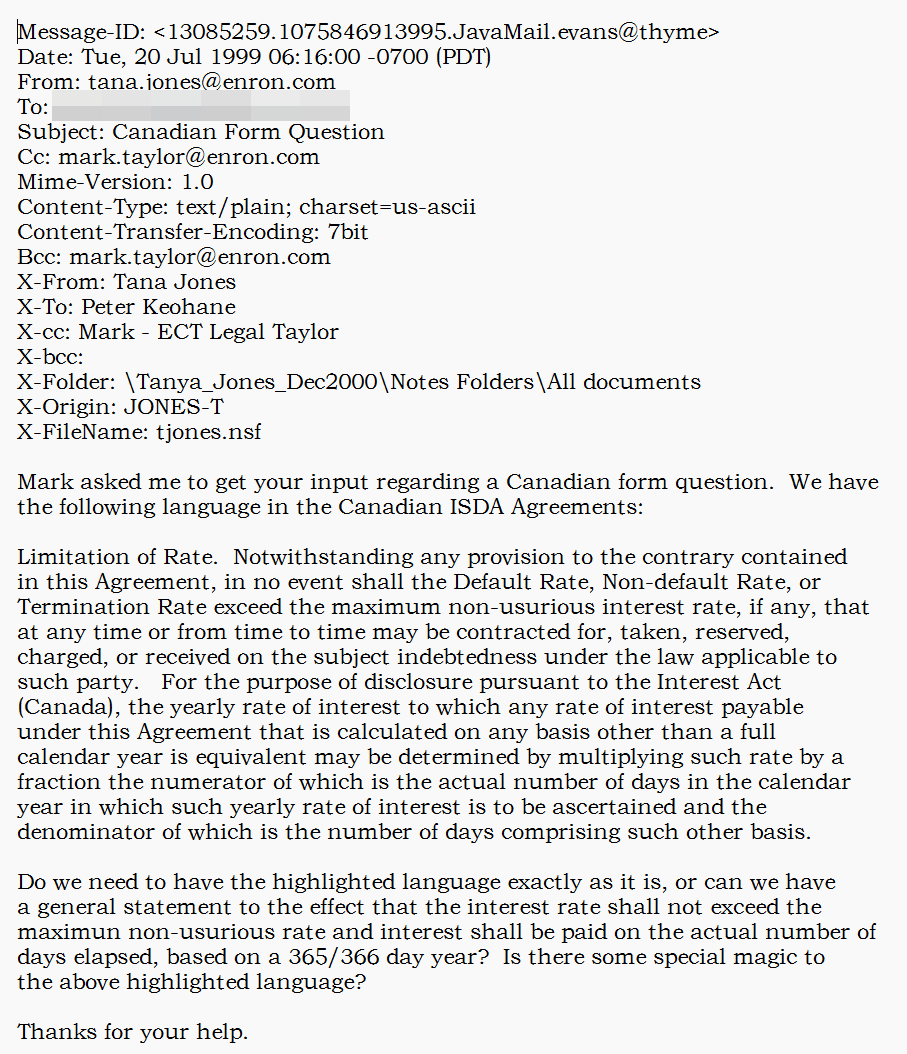 Message-ID: <13085259.1075846913995.JavaMail.evans@thyme>
Date: Tue, 20 Jul 1999 06:16:00 -0700 (PDT)
From: tana.jones@enron.com
To:
Subject: Canadian Form Question
Cc: mark.taylor@enron.com
Mime-Version: 1.0
Content-Type: text/plain; charset=us-ascii
Content-Transfer-Encoding: 7bit
Bcc: mark.taylor@enron.com
X-From: Tana Jones
X-To: Peter Keohane
X-cc: Mark - ECT Legal Taylor
X-bcc:
X-Folder: \Tanya_Jones_Dec2000\Notes Folders\All documents
X-Origin: JONES-T
X-FileName: tjones.nsf

Mark asked me to get your input regarding a Canadian form question.  We have
the following language in the Canadian ISDA Agreements:

Limitation of Rate.  Notwithstanding any provision to the contrary contained
in this Agreement, in no event shall the Default Rate, Non-default Rate, or
Termination Rate exceed the maximum non-usurious interest rate, if any, that
at any time or from time to time may be contracted for, taken, reserved,
charged, or received on the subject indebtedness under the law applicable to
such party.   For the purpose of disclosure pursuant to the Interest Act
(Canada), the yearly rate of interest to which any rate of interest payable
under this Agreement that is calculated on any basis other than a full
calendar year is equivalent may be determined by multiplying such rate by a
fraction the numerator of which is the actual number of days in the calendar
year in which such yearly rate of interest is to be ascertained and the
denominator of which is the number of days comprising such other basis.

Do we need to have the highlighted language exactly as it is, or can we have
a general statement to the effect that the interest rate shall not exceed the
maximun non-usurious rate and interest shall be paid on the actual number of
days elapsed, based on a 365/366 day year?  Is there some special magic to
the above highlighted language?

Thanks for your help.